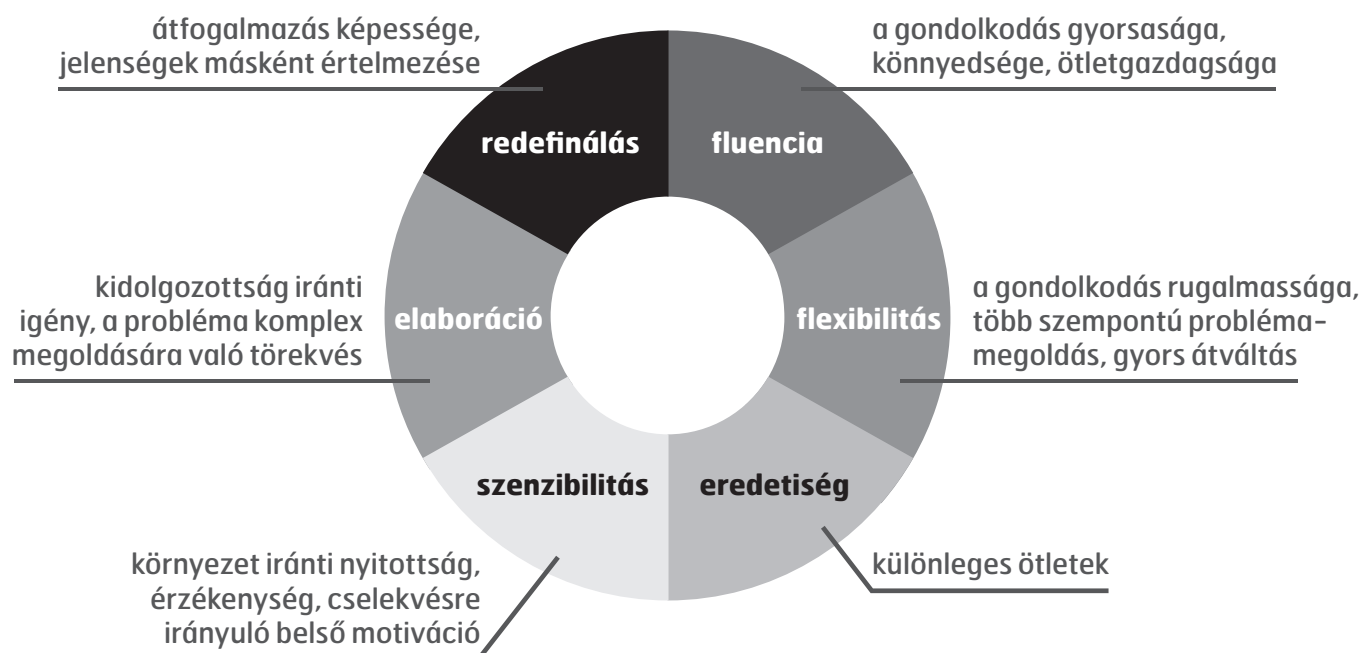 átfogalmazás képessége,
jelenségek másként értelmezése
a gondolkodás gyorsasága,
könnyedsége, ötletgazdagsága
redefinálás
fluencia
kidolgozottság iránti
igény, a probléma komplex
megoldására való törekvés
elaboráció
flexibilitás
a gondolkodás rugalmassága,
több szempontú probléma-
megoldás, gyors átváltás
szenzibilitás
eredetiség
környezet iránti nyitottság,
érzékenység, cselekvésre
irányuló belső motiváció
különleges ötletek